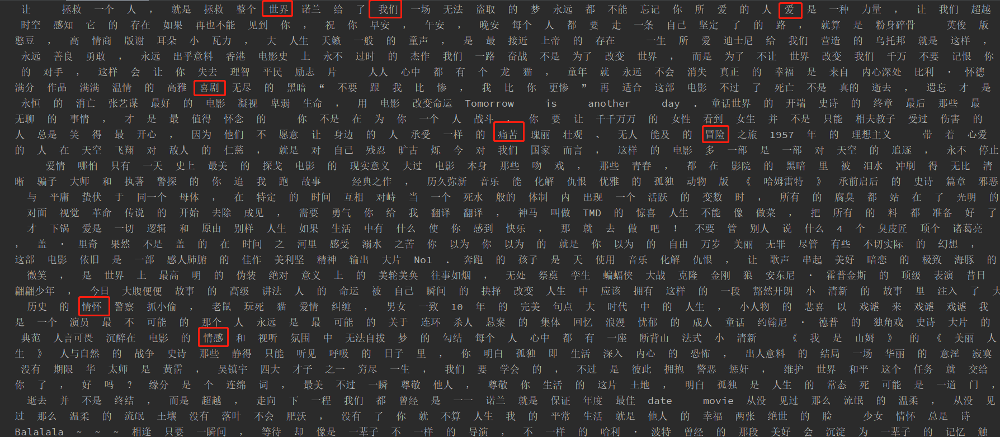 让 拯救 一个 人 ， 就是 拯救 整个 世界 诺兰 给 了 我们 一场 无法 盗取 的 梦 永远 都 不能 忘记 你 所 爱 的 人 爱 是 一种 力量 ， 让 我们 超越
时空 感知 它 的 存在 如果 再也不能 见到 你 ， 祝 你 早安 ， 午安 ， 晚安 每个 人 都 要 走 一条 自己 坚定 了 的 路 ， 就算 是 粉身碎骨 英俊 版
憨豆 ， 高 情商 版谢 耳朵 小 瓦力 ， 大 人生 天籁 一般 的 童声 ， 是 最 接近 上帝 的 存在 一生 所 爱 迪士尼 给 我们 营造 的 乌托邦 就是 这样 ，
永远 善良 勇敢 ， 永远 出乎意料 香港 电影史 上 永不 过时 的 杰作 我们 一路 奋战 不是 为了 改变 世界 ， 而是 为了 不让 世界 改变 我们 千万 不要 记恨 你
的 对手 ， 这样 会 让 你 失去 理智 平民 励志 片 人人 心中 都 有 个 龙 猫 ， 童年 就 永远 不会 消失 真正 的 幸福 是 来自 内心深处 比利 · 怀德
满分 作品 满满 温情 的 高雅 喜剧 无尽 的 黑暗 “ 不要 跟 我 比 惨 ， 我 比 你 更惨 ” 再 适合 这部 电影 不过 了 死亡 不是 真的 逝去 ， 遗忘 才 是
永恒 的 消亡 张艺谋 最好 的 电影 凝视 卑弱 生命 ， 用 电影 改变命运 Tomorrow is another day . 童话世界 的 开端 史诗 的 终章 最后 那些 最
无聊 的 事情 ， 才 是 最 值得 怀念 的 你 不是 在 为 你 一个 人 战斗 ， 你 要 让 千千万万 的 女性 看到 女生 并 不是 只能 相夫教子 受过 伤害 的
人 总是 笑 得 最 开心 ， 因为 他们 不 愿意 让 身边 的 人 承受 一样 的 痛苦 瑰丽 壮观 、 无人 能及 的 冒险 之旅 1957 年 的 理想主义 带 着 心爱
的 人 在 天空 飞翔 对 敌人 的 仁慈 ， 就是 对 自己 残忍 旷古 烁 今 对 我们 国家 而言 ， 这样 的 电影 多 一部 是 一部 对 天空 的 追逐 ， 永不 停止
爱情 哪怕 只有 一天 史上 最美 的 探戈 电影 的 现实意义 大过 电影 本身 那些 吻 戏 ， 那些 青春 ， 都 在 影院 的 黑暗 里 被 泪水 冲刷 得 无比 清
晰 骗子 大师 和 执著 警探 的 你 追 我 跑 故事 经典之作 ， 历久弥新 音乐 能 化解 仇恨 优雅 的 孤独 动物 版 《 哈姆雷特 》 承前启后 的 史诗 篇章 邪恶
与 平庸 蛰伏 于 同一个 母体 ， 在 特定 的 时间 互相 对峙 当 一个 死水 般的 体制 内 出现 一个 活跃 的 变数 时 ， 所有 的 腐臭 都 站 在 了 光明 的
对面 视觉 革命 传说 的 开始 去除 成见 ， 需要 勇气 你 给 我 翻译 翻译 ， 神马 叫做 TMD 的 惊喜 人生 不能 像 做菜 ， 把 所有 的 料 都 准备 好 了
才 下锅 爱是 一切 逻辑 和 原由 别样 人生 如果 生活 中有 什么 使 你 感到 快乐 ， 那 就 去 做 吧 ！ 不要 管 别人 说 什么 4 个 臭皮匠 顶个 诸葛亮
， 盖 · 里奇 果然 不是 盖 的 在 时间 之 河里 感受 溺水 之苦 你 以为 你 以为 的 就是 你 以为 的 自由 万岁 美丽 无罪 尽管 有些 不切实际 的 幻想 ，
这部 电影 依旧 是 一部 感人肺腑 的 佳作 美利坚 精神 输出 大片 No1 . 奔跑 的 孩子 是 天 使用 音乐 化解 仇恨 ， 让 歌声 串起 美好 暗恋 的 极致 海豚 的
微笑 ， 是 世界 上 最高 明 的 伪装 绝对 意义 上 的 美轮美奂 往事如烟 ， 无处 祭奠 孪生 蝙蝠侠 大战 克隆 金刚 狼 安东尼 · 霍普金斯 的 顶级 表演 昔日
翩翩少年 ， 今日 大腹便便 故事 的 高级 讲法 人 的 命运 被 自己 瞬间 的 抉择 改变 人生 中 应该 拥有 这样 的 一段 豁然开朗 小 清新 的 故事 里 注入 了 大
历史 的 情怀 警察 抓小偷 ， 老鼠 玩死 猫 爱情 纠缠 ， 男女 一致 10 年 的 完美 句点 大 时代 中 的 人生 ， 小人物 的 悲喜 以 戏谑 来 戏谑 戏谑 我
是 一个 演员 最 不 可能 的 那个 人 永远 是 最 可能 的 关于 连环 杀人 悬案 的 集体 回忆 浪漫 忧郁 的 成人 童话 约翰尼 · 德普 的 独角戏 史诗 大片 的
典范 人言可畏 沉醉在 电影 的 情感 和 视听 氛围 中 无法自拔 梦 的 勾结 每个 人 心中 都 有 一座 断背山 法式 小 清新 《 我 是 山姆 》 的 《 美丽 人
生 》 人与自然 的 战争 史诗 那些 静得 只能 听见 呼吸 的 日子 里 ， 你 明白 孤独 即 生活 深入 内心 的 恐怖 ， 出人意料 的 结局 一场 华丽 的 意淫 寂寞
没有 期限 华 太师 是 黄霑 ， 吴镇宇 四大 才子 之一 穷尽 一生 ， 我们 要 学会 的 ， 不过 是 彼此 拥抱 警恶 惩奸 ， 维护 世界 和平 这个 任务 就 交给
你 了 ， 好 吗 ？ 缘分 是 个 连绵 词 ， 最美 不过 一瞬 尊敬 他人 ， 尊敬 你 生活 的 这片 土地 ， 明白 孤独 是 人生 的 常态 死 可能 是 一道 门 ，
逝去 并 不是 终结 ， 而是 超越 ， 走向 下 一程 我们 都 曾经 是 一一 诺兰 就是 保证 年度 最佳 date movie 从没 见过 那么 流氓 的 温柔 ， 从没 见
过 那么 温柔 的 流氓 土壤 没有 落叶 不会 肥沃 ， 没有 了 你 就 不算 人生 我 的 平常 生活 就是 他人 的 幸福 两张 绝世 的 脸 少女 情怀 总是 诗
Balalala ~ ~ ~ 相逢 只要 一瞬间 ， 等待 却 像是 一辈子 不 一样 的 导演 ， 不 一样 的 哈利 · 波特 曾经 的 那段 美好 会 沉淀 为 一辈子 的 记忆 触